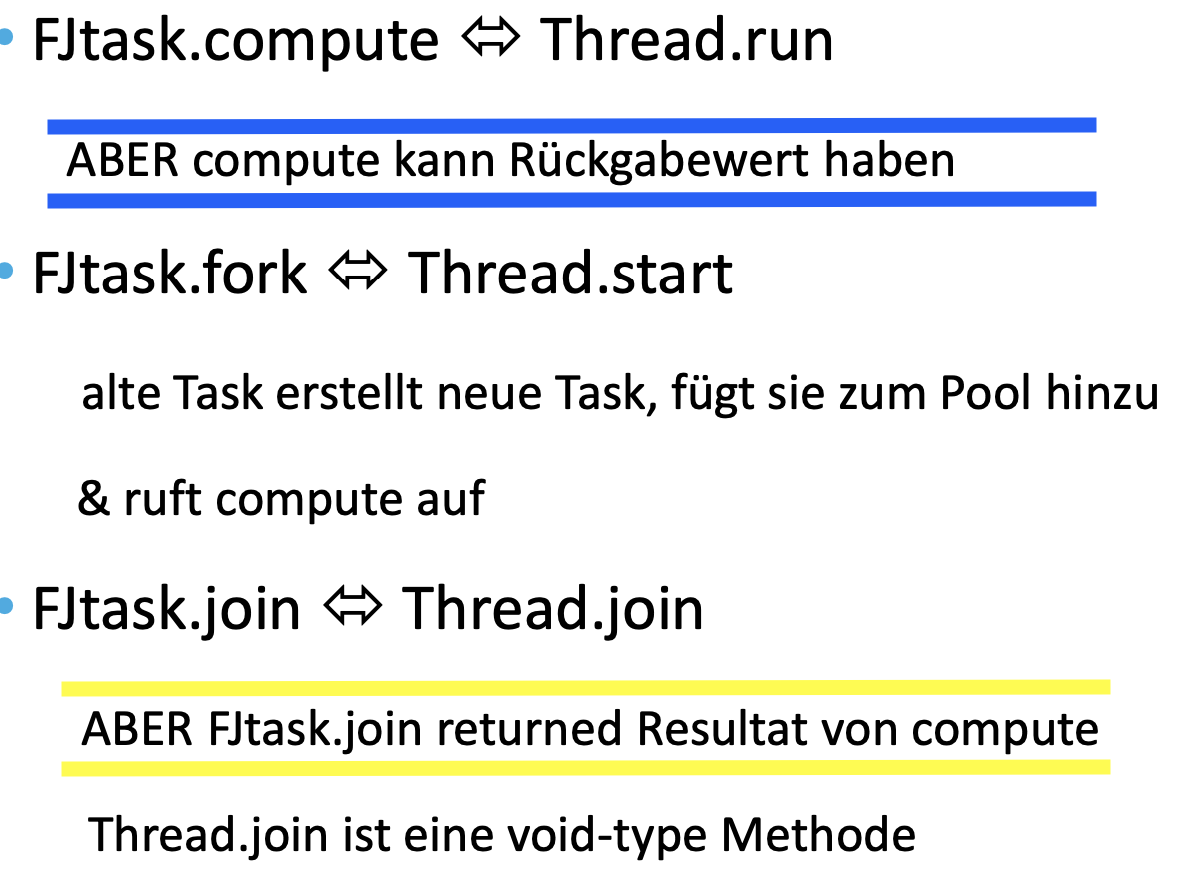 • FJtask.compute ⇔ Thread.run
ABER compute kann Rückgabewert haben
• FJtask.fork ⇔ Thread.start
alte Task erstellt neue Task, fügt sie zum Pool hinzu
& ruft compute auf
• FJtask.join ⇔ Thread.join
ABER FJtask.join returned Resultat von compute
Thread.join ist eine void-type Methode